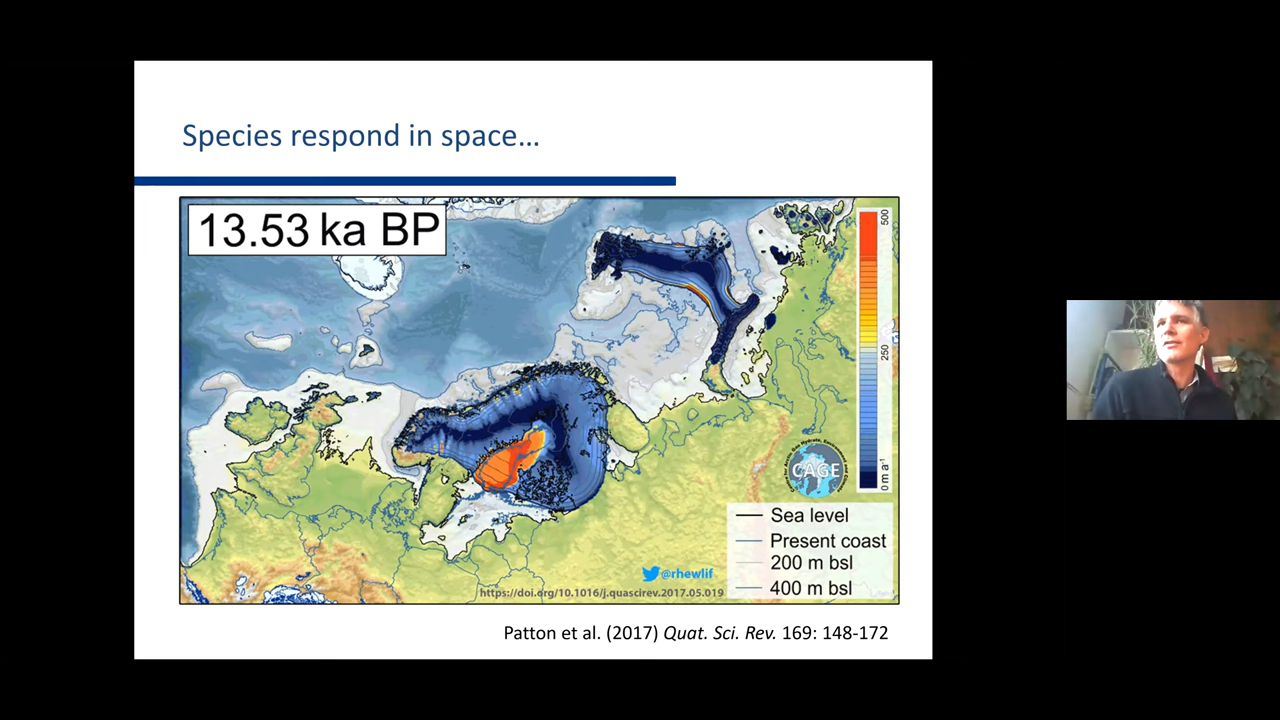 Species respond in space…
13.53 ka BP
500
250
0 m a⁻¹
CAGE
Sea level
Present coast
200 m bsl
400 m bsl
@rhewlif
https://doi.org/10.1016/j.quascirev.2017.05.019
Patton et al. (2017) Quat. Sci. Rev. 169: 148-172